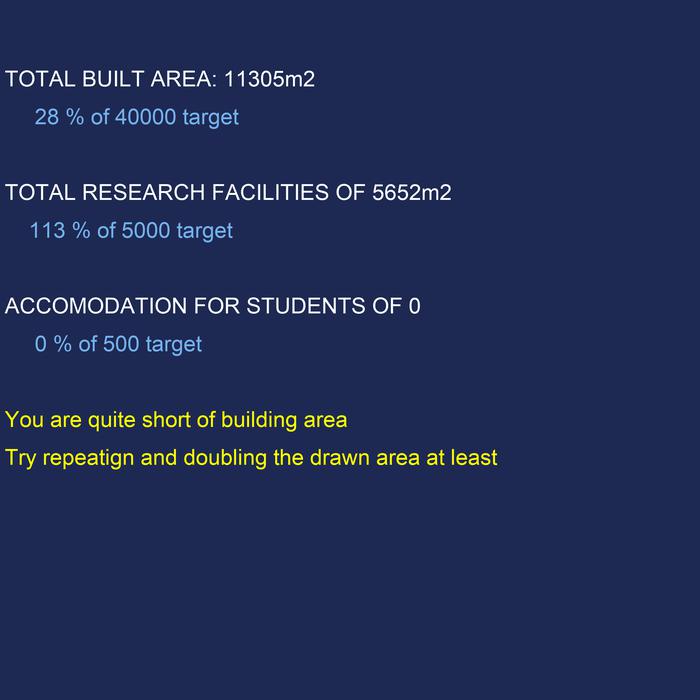 TOTAL BUILT AREA: 11305m2
28 % of 40000 target
TOTAL RESEARCH FACILITIES OF 5652m2
113 % of 5000 target
ACCOMODATION FOR STUDENTS OF 0
0 % of 500 target
You are quite short of building area
Try repeatign and doubling the drawn area at least